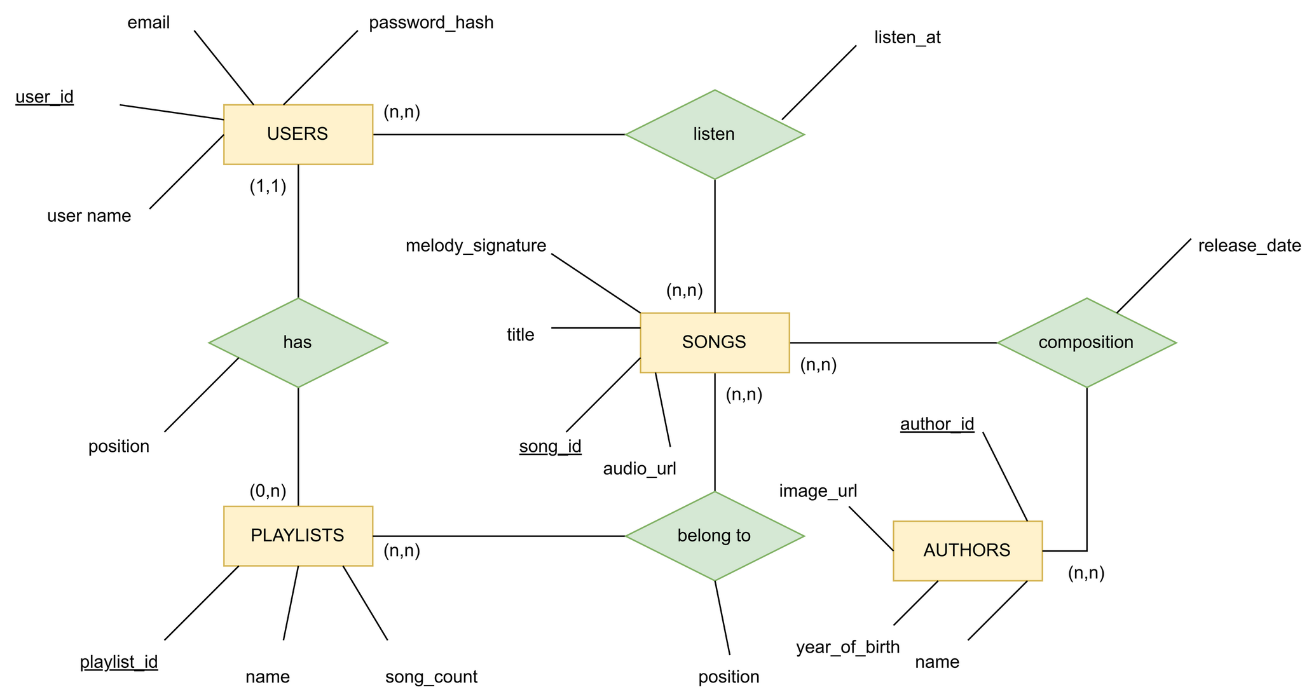 email
password_hash
listen_at
user_id
(n,n)
USERS
listen
(1,1)
user name
melody_signature
release_date
(n,n)
title
has
SONGS
composition
(n,n)
(n,n)
position
song_id
author_id
audio_url
(0,n)
image_url
PLAYLISTS
belong to
(n,n)
AUTHORS
(n,n)
year_of_birth
playlist_id
name
name
song_count
position